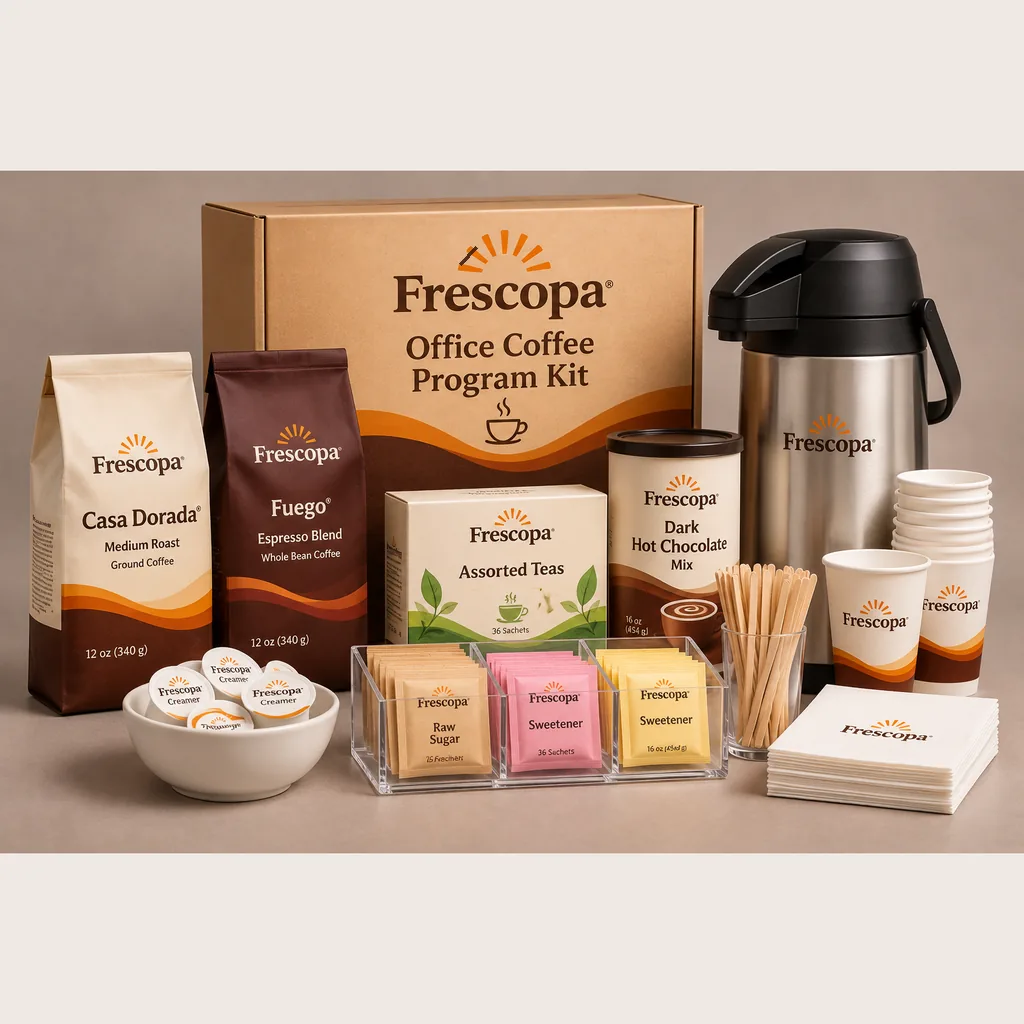 Frescopa®
Office Coffee
Program Kit
Frescopa®
Casa Dorada®
Medium Roast
Ground Coffee
12 oz (340 g)
Frescopa®
Fuego®
Espresso Blend
Whole Bean Coffee
12 oz (340 g)
Frescopa®
Assorted Teas
36 Sachets
Frescopa®
Dark
Hot Chocolate
Mix
16 oz
(454 g)
Frescopa®
Frescopa®
Frescopa®
Frescopa®
Creamer
Frescopa®
Creamer
Frescopa®
Creamer
Frescopa®
Raw
Sugar
Frescopa®
Sweetener
36 Sachets
Frescopa®
Sweetener
16 oz
Frescopa®